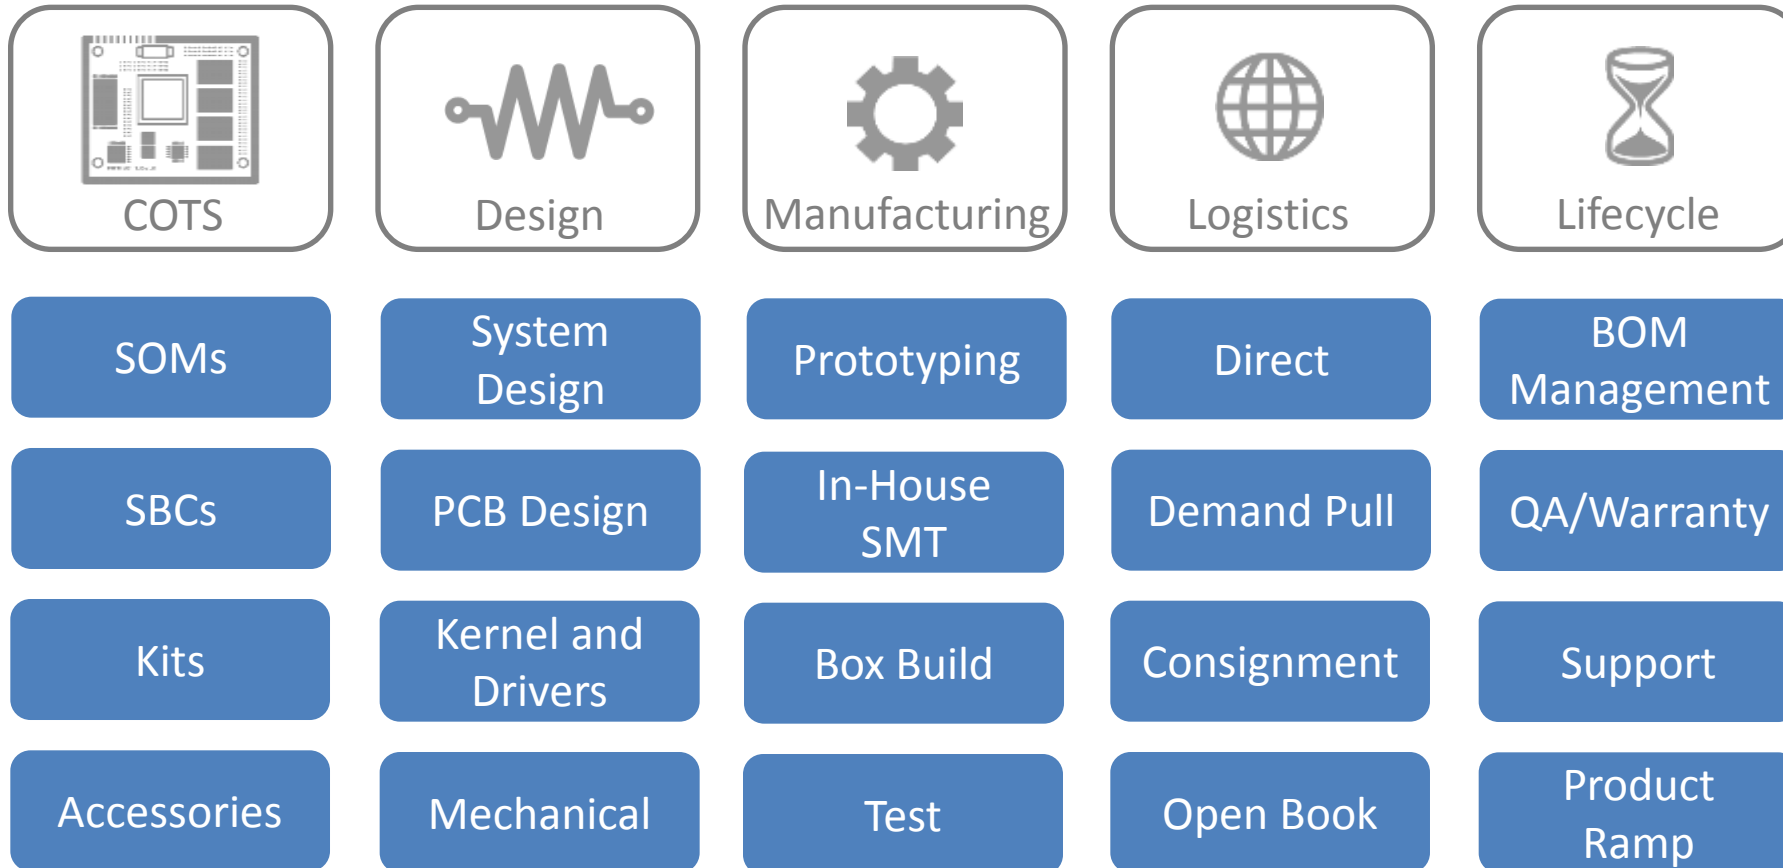 COTS
Design
Manufacturing
Logistics
Lifecycle
SOMs
System
Design
Prototyping
Direct
BOM
Management
SBCs
PCB Design
In-House
SMT
Demand Pull
QA/Warranty
Kits
Kernel and
Drivers
Box Build
Consignment
Support
Accessories
Mechanical
Test
Open Book
Product
Ramp